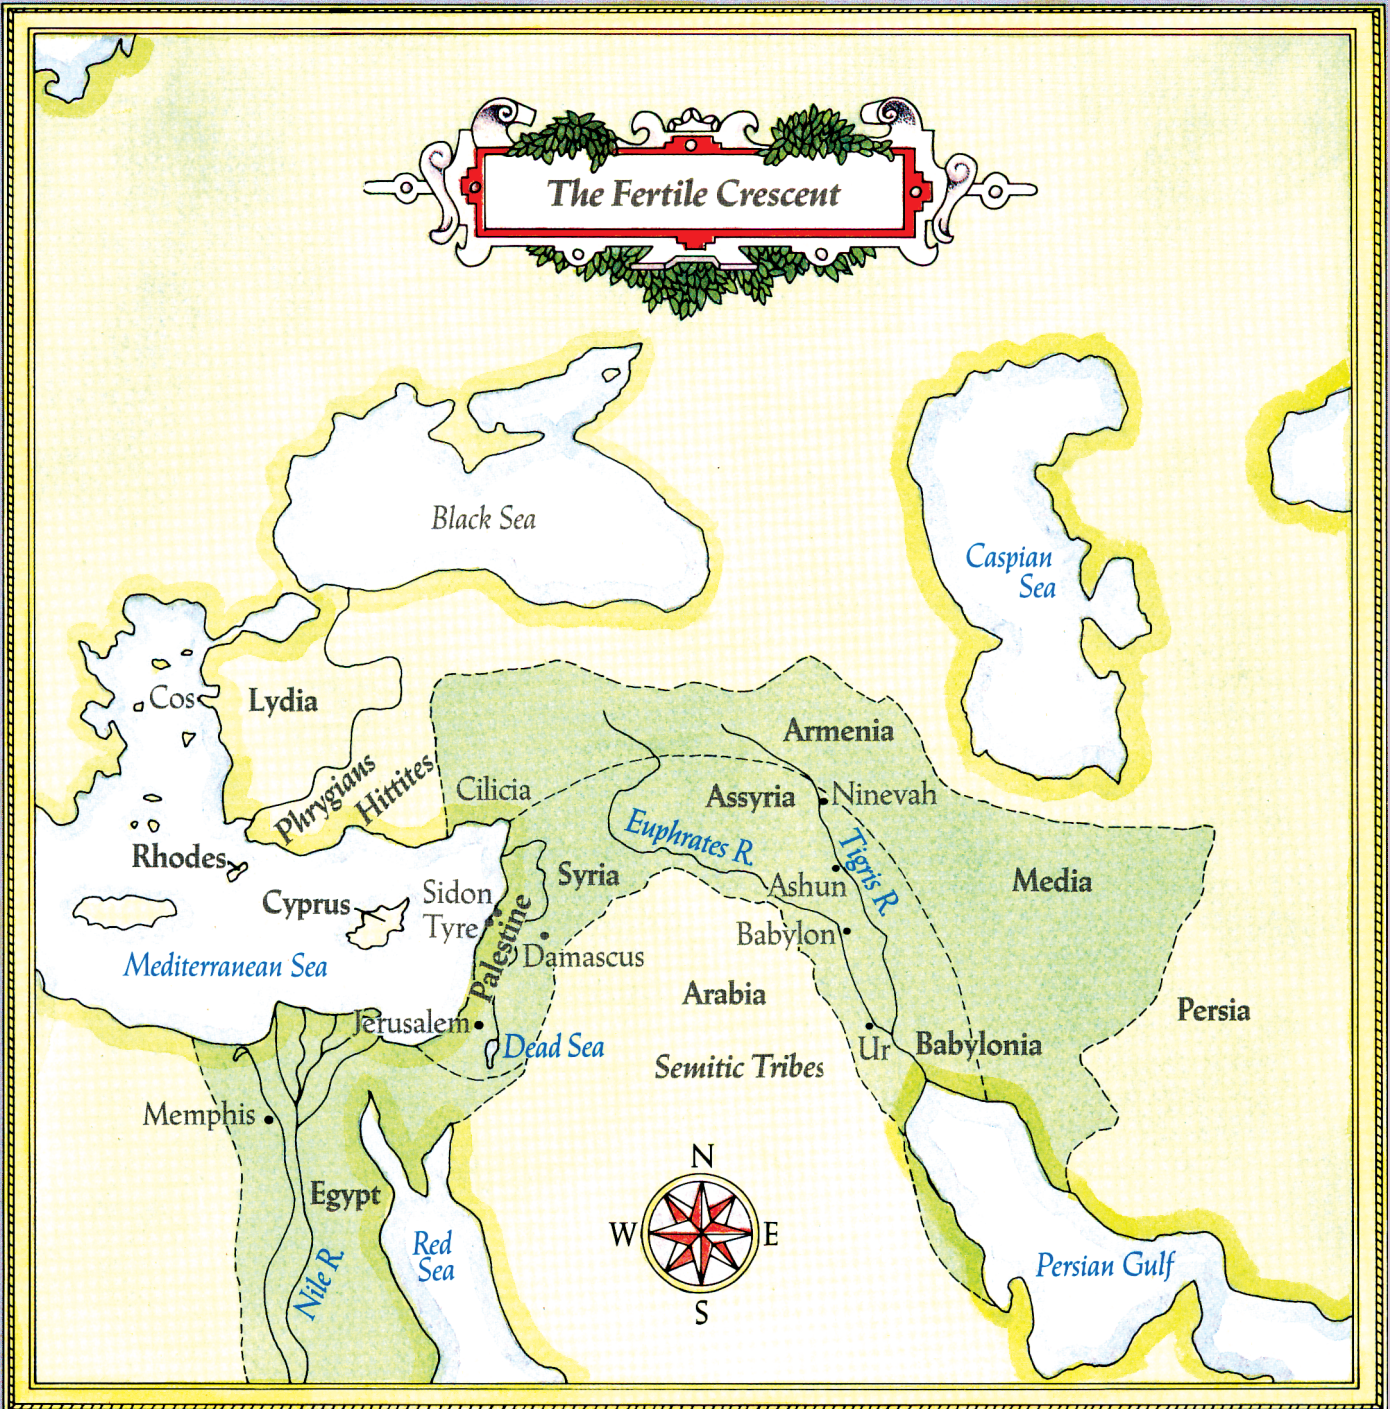 The Fertile Crescent
Black Sea
Caspian
Sea
Cos
Lydia
Armenia
Phrygians
Hittites
Cilicia
Assyria
Ninevah
Euphrates R.
Tigris R.
Rhodes
Syria
Ashun
Media
Cyprus
Sidon
Tyre
Palestine
Babylon
Damascus
Mediterranean Sea
Arabia
Persia
Jerusalem
Dead Sea
Ur
Babylonia
Semitic Tribes
Memphis
Egypt
Nile R.
Red
Sea
N
W
E
S
Persian Gulf